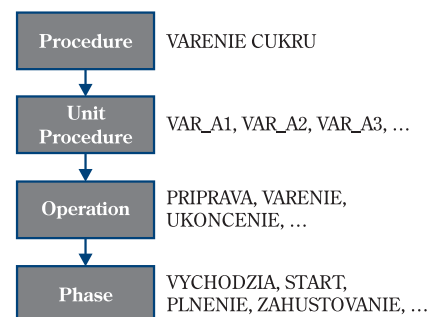 Procedure VARENIE CUKRU
Unit
Procedure
VAR_A1, VAR_A2, VAR_A3, ...
Operation
PRIPRAVA, VARENIE,
UKONCENIE, ...
Phase
VYCHODZIA, START,
PLNENIE, ZAHUSTOVANIE, ...